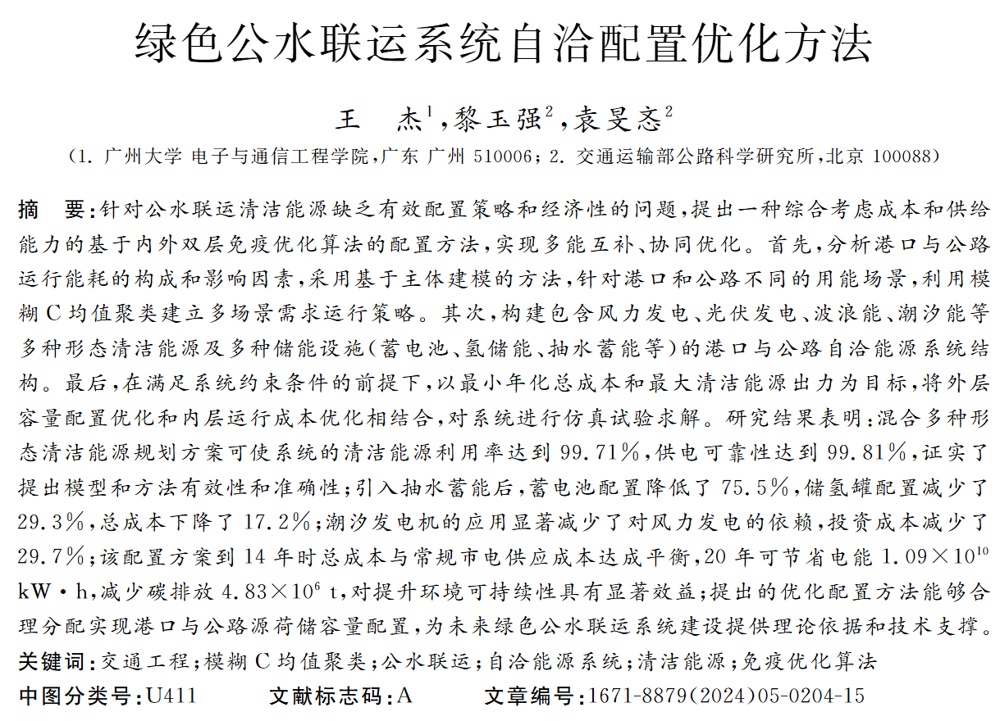 绿色公水联运系统自洽配置优化方法
王　杰1,黎玉强2,袁旻忞2
(1. 广州大学 电子与通信工程学院,广东 广州 510006; 2. 交通运输部公路科学研究所,北京 100088)
摘　要:针对公水联运清洁能源缺乏有效配置策略和经济性的问题,提出一种综合考虑成本和供给
能力的基于内外双层免疫优化算法的配置方法,实现多能互补、协同优化。首先,分析港口与公路
运行能耗的构成和影响因素,采用基于主体建模的方法,针对港口和公路不同的用能场景,利用模
糊C均值聚类建立多场景需求运行策略。其次,构建包含风力发电、光伏发电、波浪能、潮汐能等
多种形态清洁能源及多种储能设施(蓄电池、氢储能、抽水蓄能等)的港口与公路自洽能源系统结
构。最后,在满足系统约束条件的前提下,以最小年化总成本和最大清洁能源出力为目标,将外层
容量配置优化和内层运行成本优化相结合,对系统进行仿真试验求解。研究结果表明:混合多种形
态清洁能源规划方案可使系统的清洁能源利用率达到99.71%,供电可靠性达到99.81%,证实了
提出模型和方法有效性和准确性;引入抽水蓄能后,蓄电池配置降低了75.5%,储氢罐配置减少了
29.3%,总成本下降了17.2%;潮汐发电机的应用显著减少了对风力发电的依赖,投资成本减少了
29.7%;该配置方案到14年时总成本与常规市电供应成本达成平衡,20年可节省电能1.09×10^10
kW·h,减少碳排放4.83×10^6 t,对提升环境可持续性具有显著效益;提出的优化配置方法能够合
理分配实现港口与公路源荷储容量配置,为未来绿色公水联运系统建设提供理论依据和技术支撑。
关键词:交通工程;模糊C均值聚类;公水联运;自洽能源系统;清洁能源;免疫优化算法
中图分类号:U411　　文献标志码:A　　文章编号:1671-8879(2024)05-0204-15